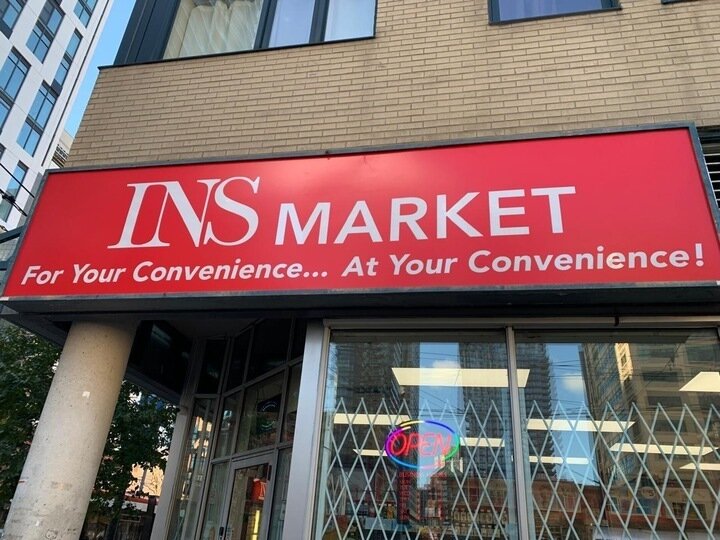 INS MARKET
For Your Convenience... At Your Convenience!
OPEN